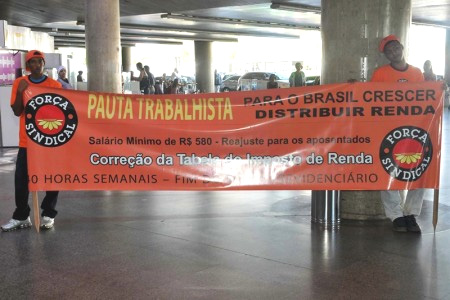 FORÇA SINDICAL
PAUTA TRABALHISTA
PARA O BRASIL CRESCER
DISTRIBUIR RENDA
Salário Mínimo de R$ 580 - Reajuste para os aposentados
Correção da Tabela do Imposto de Renda
40 HORAS SEMANAIS – FIM
FORÇA SINDICAL